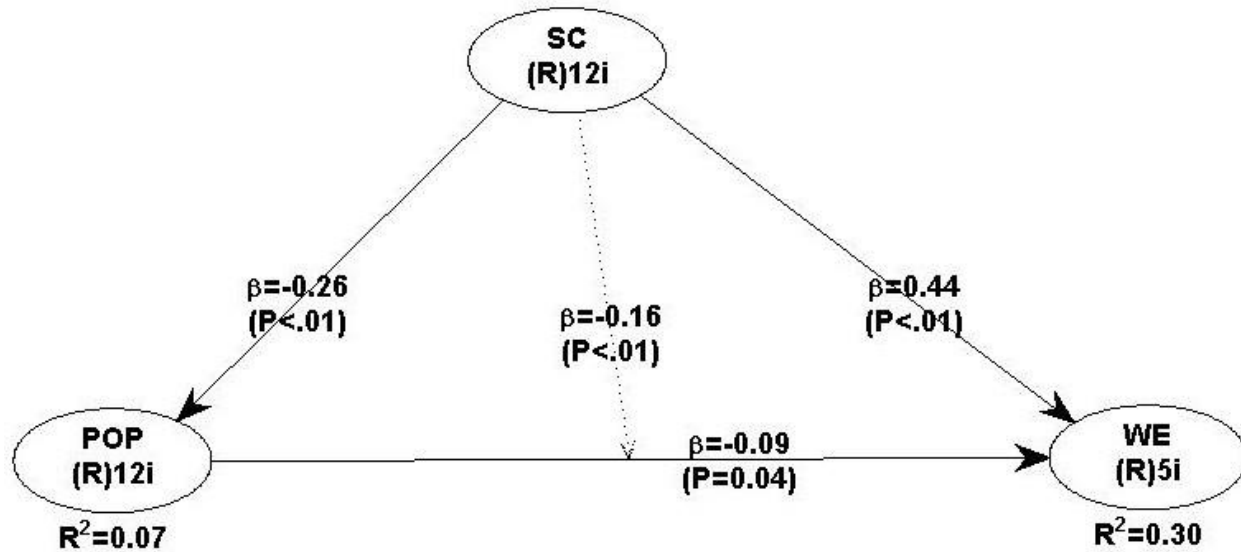 SC
(R)12i
β=-0.26
(P<.01)
β=-0.16
(P<.01)
β=0.44
(P<.01)
POP
(R)12i
β=-0.09
(P=0.04)
WE
(R)5i
R²=0.07
R²=0.30